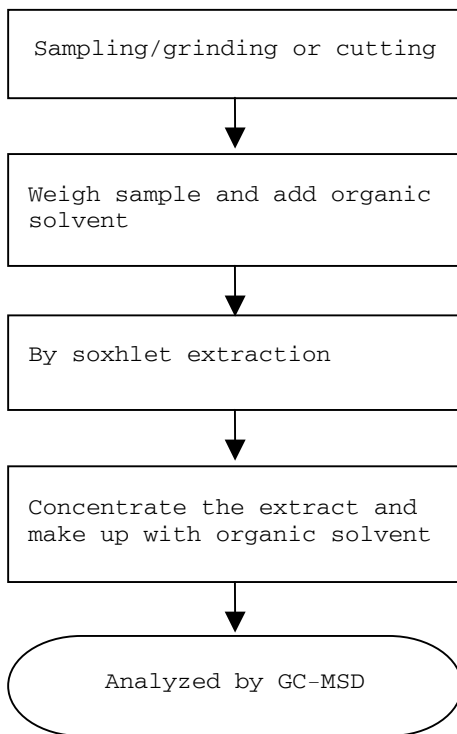 Sampling/grinding or cutting
Weigh sample and add organic
solvent
By soxhlet extraction
Concentrate the extract and
make up with organic solvent
Analyzed by GC-MSD